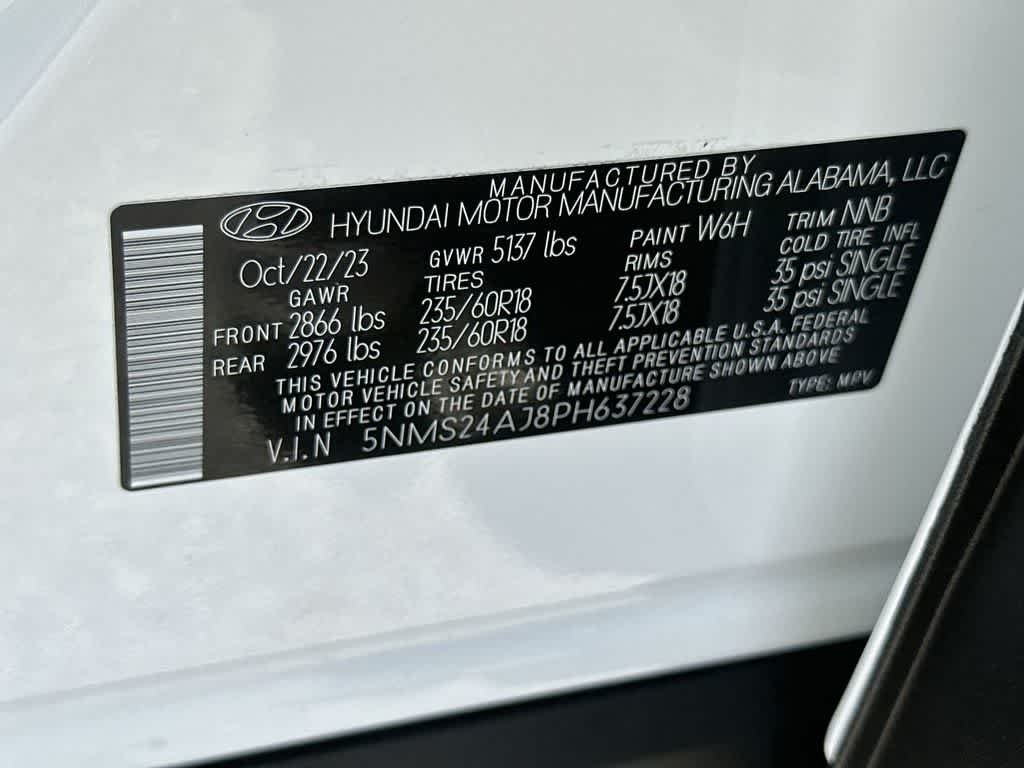 MANUFACTURED BY
HYUNDAI MOTOR MANUFACTURING ALABAMA, LLC
Oct/22/23 GVWR 5137 lbs PAINT W6H TRIM NNB
GAWR TIRES RIMS COLD TIRE INFL
FRONT 2866 lbs 235/60R18 7.5JX18 35 psi SINGLE
REAR 2976 lbs 235/60R18 7.5JX18 35 psi SINGLE
THIS VEHICLE CONFORMS TO ALL APPLICABLE U.S.A. FEDERAL
MOTOR VEHICLE SAFETY AND THEFT PREVENTION STANDARDS
IN EFFECT ON THE DATE OF MANUFACTURE SHOWN ABOVE
V.I.N 5NMS24AJ8PH637228 TYPE: MPV